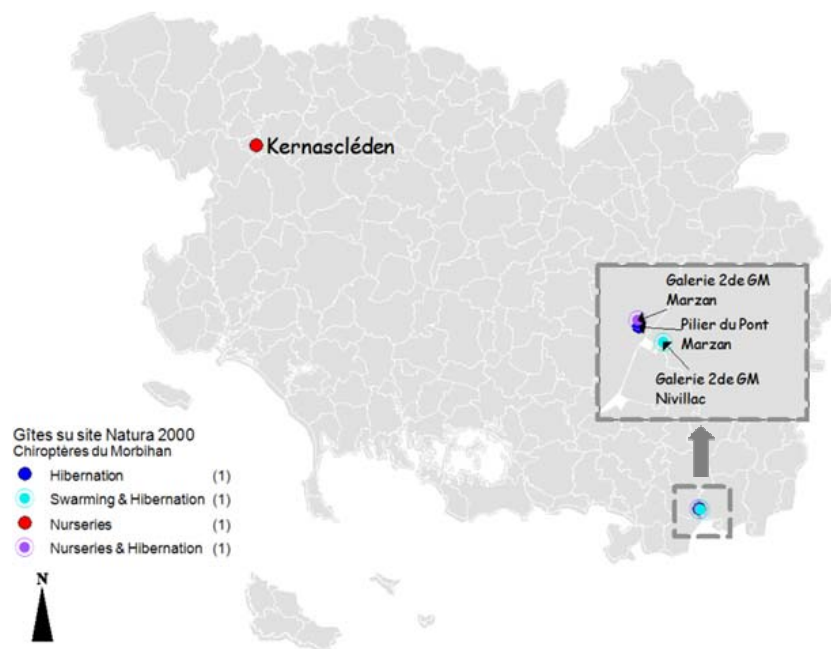 Kernascléden
Galerie 2de GM
Marzan
Pilier du Pont
Marzan
Galerie 2de GM
Nivillac
Gîtes su site Natura 2000
Chiroptères du Morbihan
Hibernation (1)
Swarming & Hibernation (1)
Nurseries (1)
Nurseries & Hibernation (1)
N